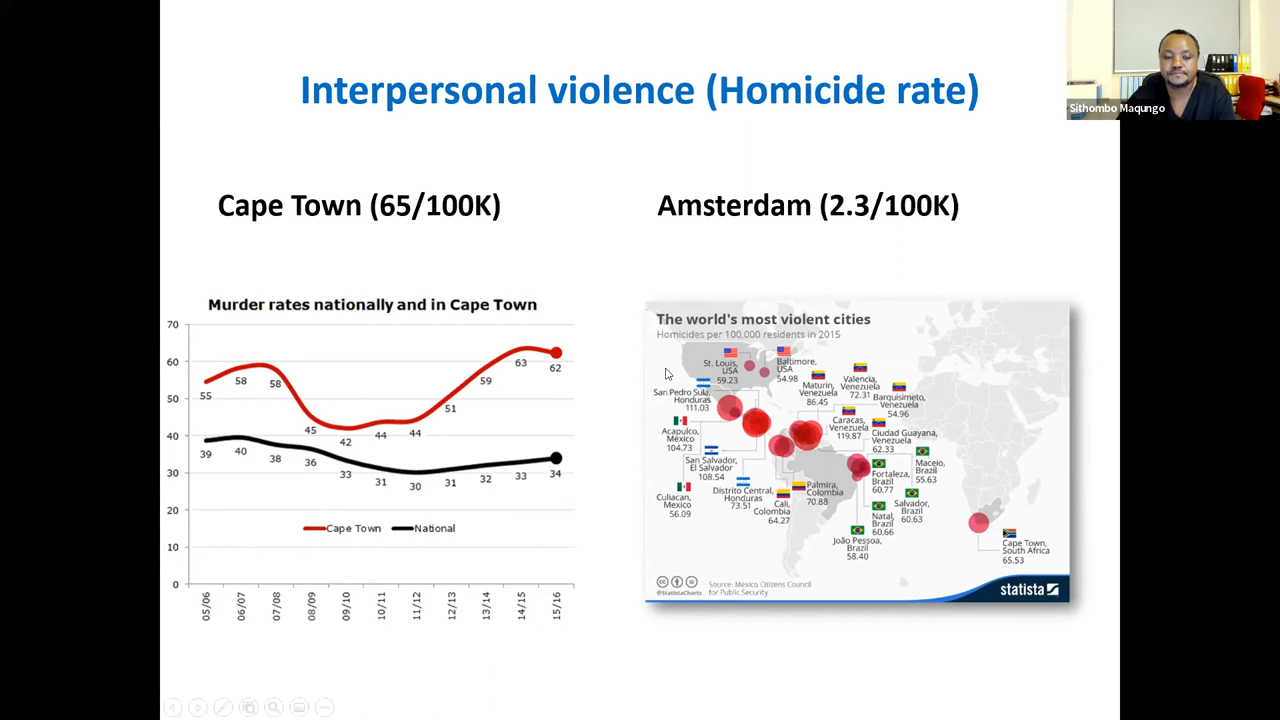 Interpersonal violence (Homicide rate)
Sithombo Maqungo
Cape Town (65/100K)
Amsterdam (2.3/100K)
Murder rates nationally and in Cape Town
70
60
50
40
30
20
10
0
55
58
58
45
42
44
44
51
59
63
62
39
40
38
36
33
31
30
31
32
33
34
Cape Town
National
05/06
06/07
07/08
08/09
09/10
10/11
11/12
12/13
13/14
14/15
15/16
The world's most violent cities
Homicides per 100,000 residents in 2015
St. Louis,
USA
59.23
Baltimore,
USA
54.98
San Pedro Sula,
Honduras
111.03
Maturin,
Venezuela
86.45
Valencia,
Venezuela
72.31
Barquisimeto,
Venezuela
54.96
Acapulco,
Mexico
104.73
Caracas,
Venezuela
119.87
Ciudad Guayana,
Venezuela
62.33
San Salvador,
El Salvador
108.54
Maceio,
Brazil
55.63
Fortaleza,
Brazil
60.77
Culiacan,
Mexico
56.09
Distrito Central,
Honduras
73.51
Cali,
Colombia
64.27
Palmira,
Colombia
70.88
Salvador,
Brazil
60.63
Natal,
Brazil
60.66
João Pessoa,
Brazil
58.40
Cape Town,
South Africa
65.53
@StatistaCharts
Source: Mexico Citizens Council
for Public Security
statista